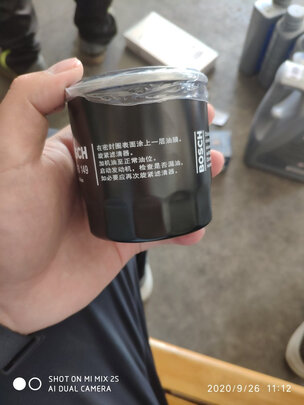 BOSCH
149
在密封圈表面涂上一层油膜,
旋紧滤清器。
加机油至正常油位,
启动发动机, 检查是否漏油,
如必要应再次旋紧滤清器。
BOSCH
SHOT ON MI MIX 2S
AI DUAL CAMERA
2020/9/26 11:12